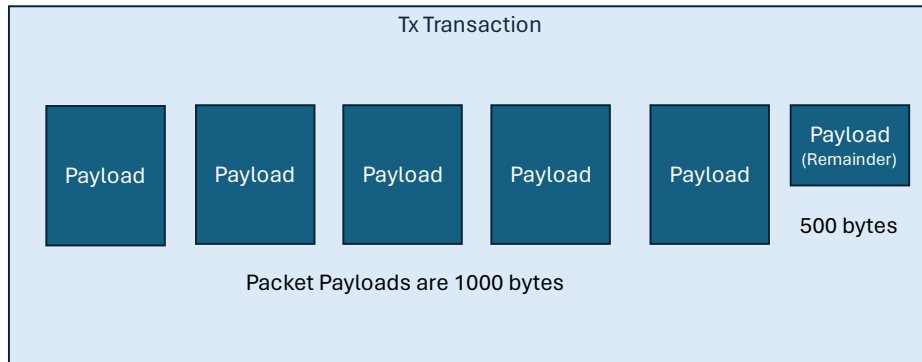 Tx Transaction
Payload
Payload
Payload
Payload
Payload
Payload
(Remainder)
500 bytes
Packet Payloads are 1000 bytes